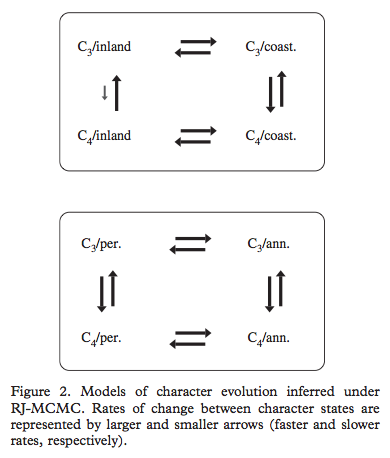 C3/inland C3/coast.
C4/inland C4/coast.
C3/per. C3/ann.
C4/per. C4/ann.
Figure 2. Models of character evolution inferred under
RJ-MCMC. Rates of change between character states are
represented by larger and smaller arrows (faster and slower
rates, respectively).